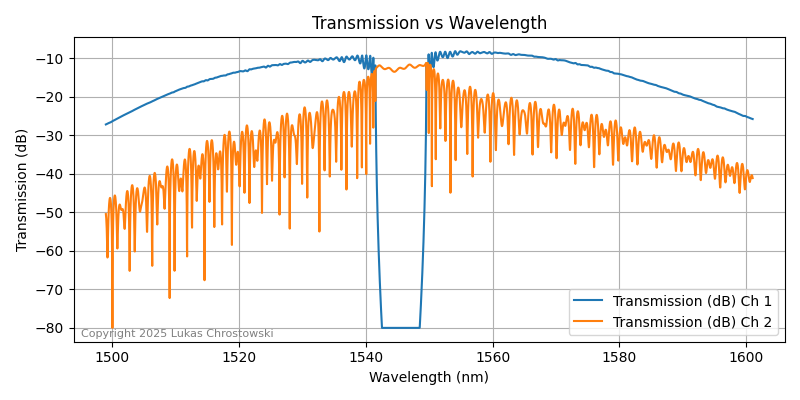 Transmission vs Wavelength
Transmission (dB)
−10
−20
−30
−40
−50
−60
−70
−80
Transmission (dB) Ch 1
Transmission (dB) Ch 2
Copyright 2025 Lukas Chrostowski
1500
1520
1540
1560
1580
1600
Wavelength (nm)